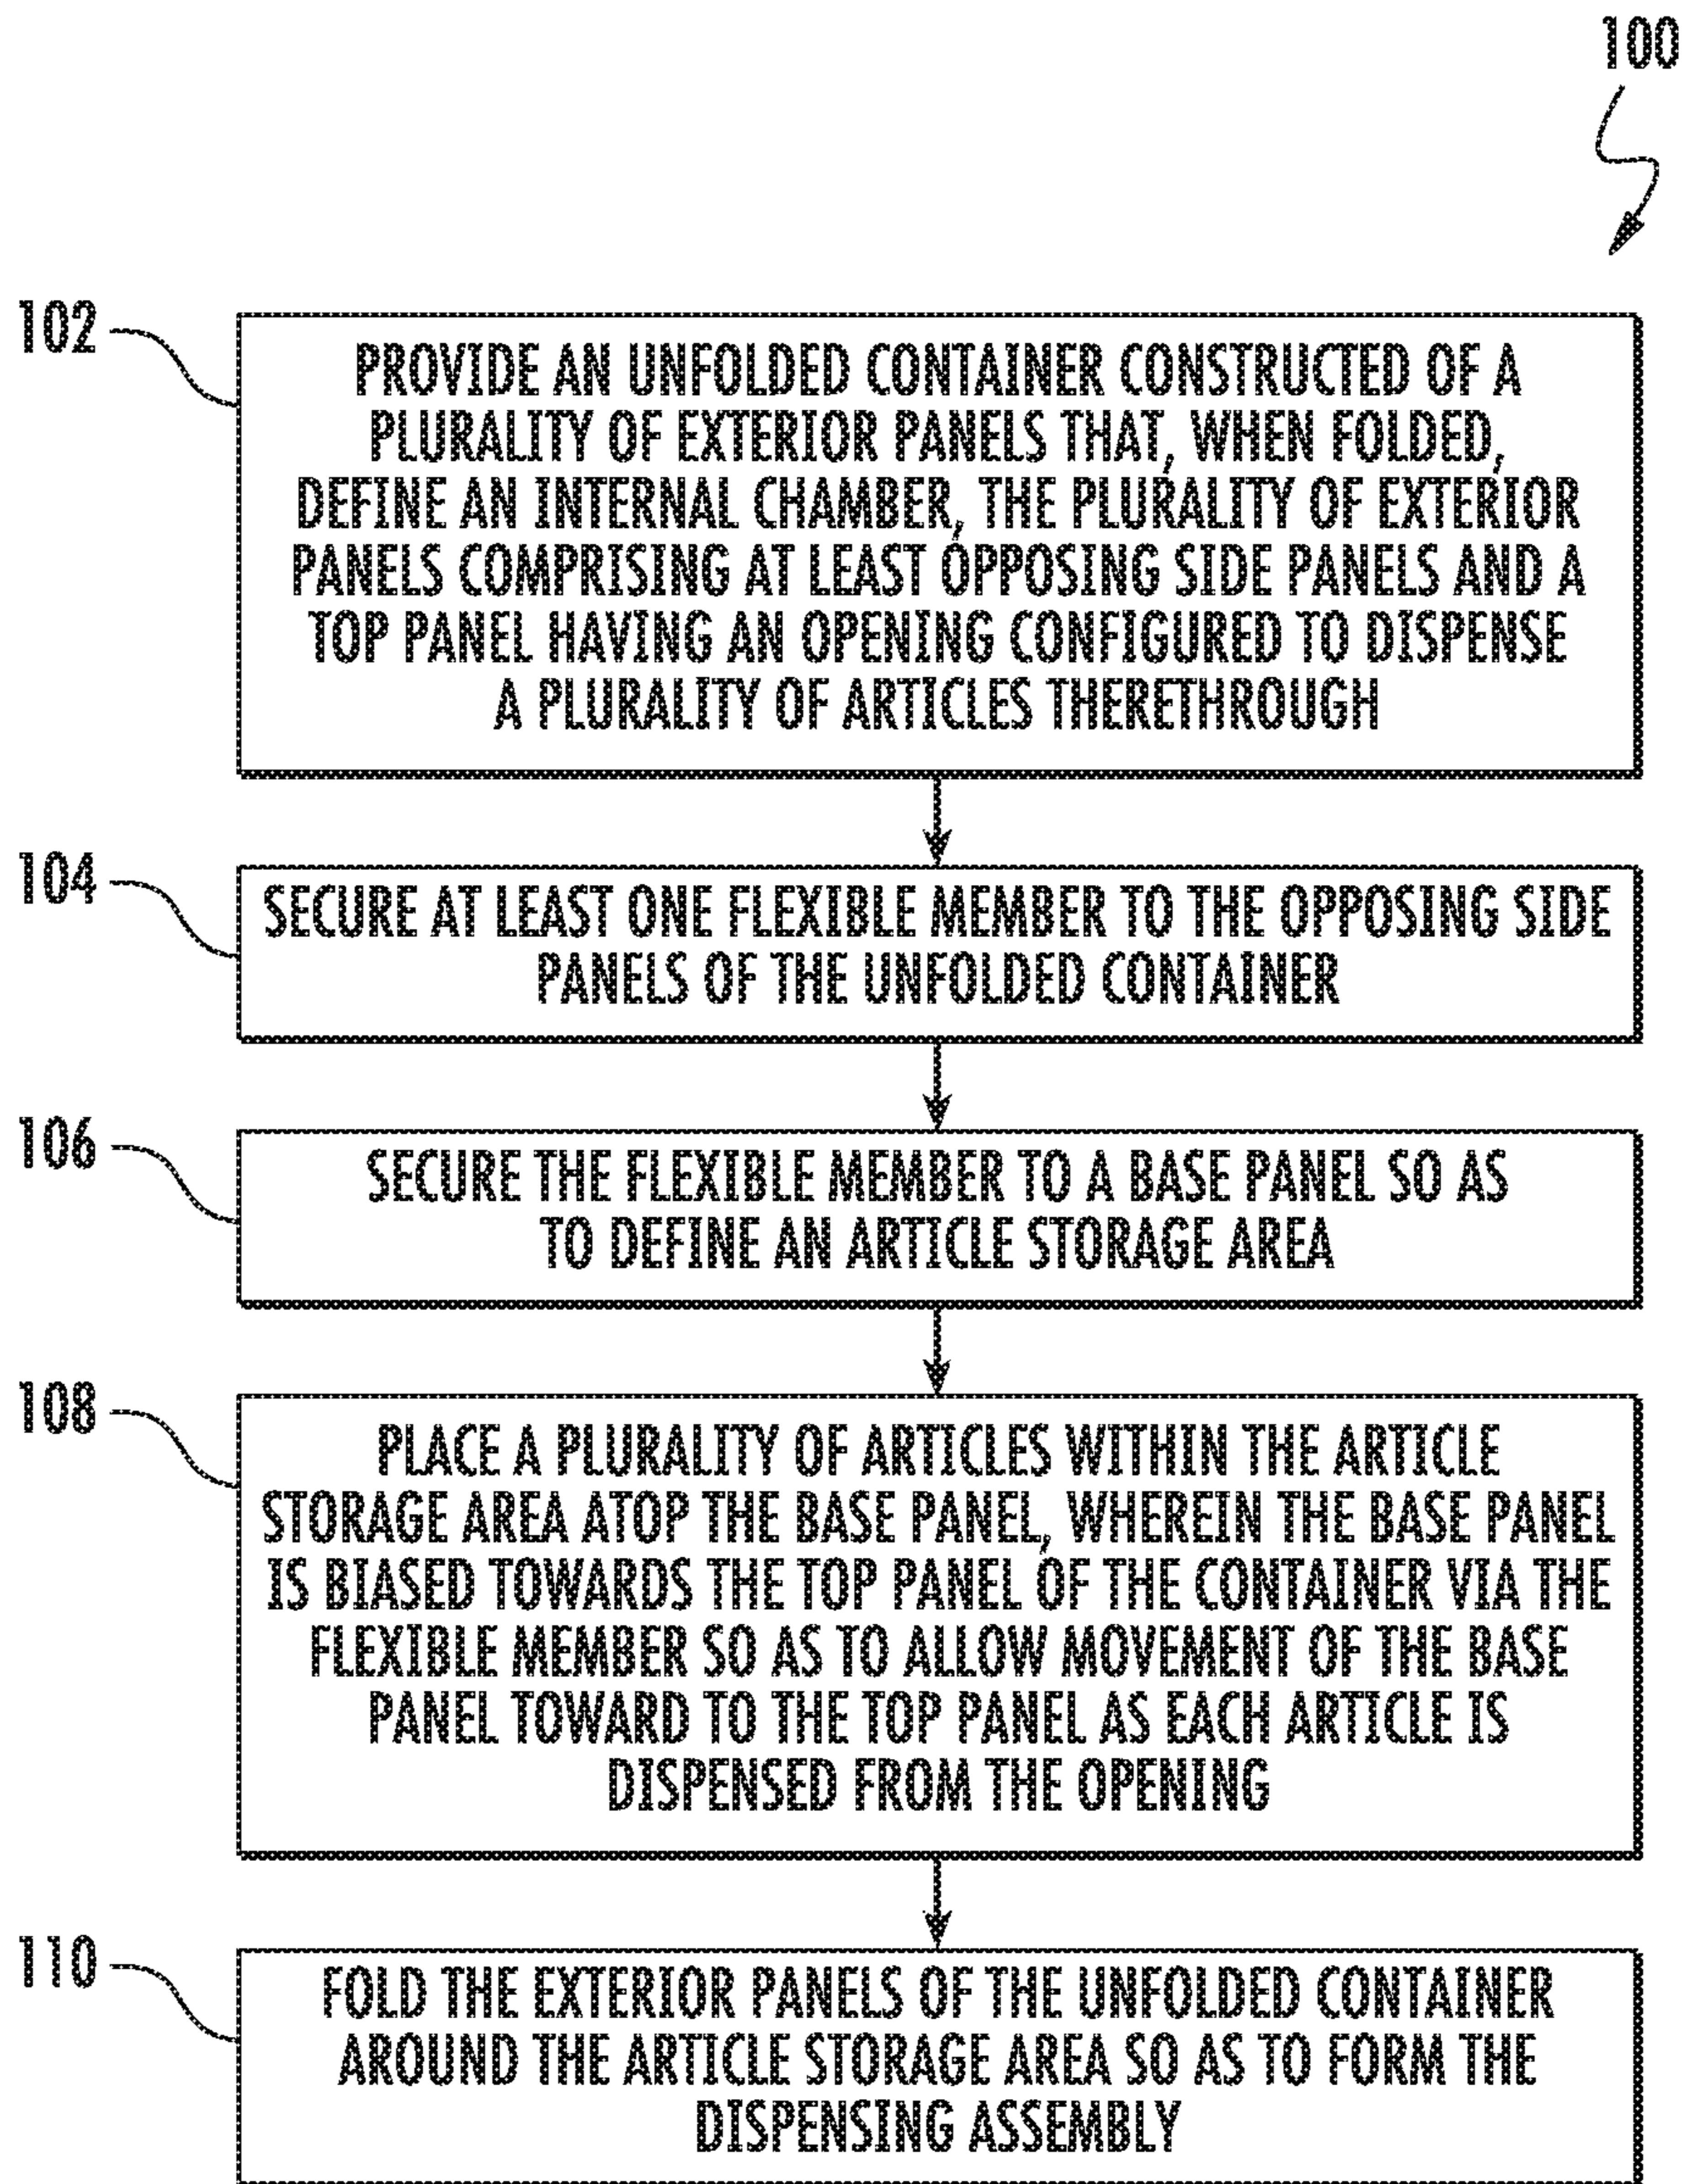 100
102
PROVIDE AN UNFOLDED CONTAINER CONSTRUCTED OF A
PLURALITY OF EXTERIOR PANELS THAT, WHEN FOLDED,
DEFINE AN INTERNAL CHAMBER, THE PLURALITY OF EXTERIOR
PANELS COMPRISING AT LEAST OPPOSING SIDE PANELS AND A
TOP PANEL HAVING AN OPENING CONFIGURED TO DISPENSE
A PLURALITY OF ARTICLES THERETHROUGH
104
SECURE AT LEAST ONE FLEXIBLE MEMBER TO THE OPPOSING SIDE
PANELS OF THE UNFOLDED CONTAINER
106
SECURE THE FLEXIBLE MEMBER TO A BASE PANEL SO AS
TO DEFINE AN ARTICLE STORAGE AREA
108
PLACE A PLURALITY OF ARTICLES WITHIN THE ARTICLE
STORAGE AREA ATOP THE BASE PANEL, WHEREIN THE BASE PANEL
IS BIASED TOWARDS THE TOP PANEL OF THE CONTAINER VIA THE
FLEXIBLE MEMBER SO AS TO ALLOW MOVEMENT OF THE BASE
PANEL TOWARD TO THE TOP PANEL AS EACH ARTICLE IS
DISPENSED FROM THE OPENING
110
FOLD THE EXTERIOR PANELS OF THE UNFOLDED CONTAINER
AROUND THE ARTICLE STORAGE AREA SO AS TO FORM THE
DISPENSING ASSEMBLY